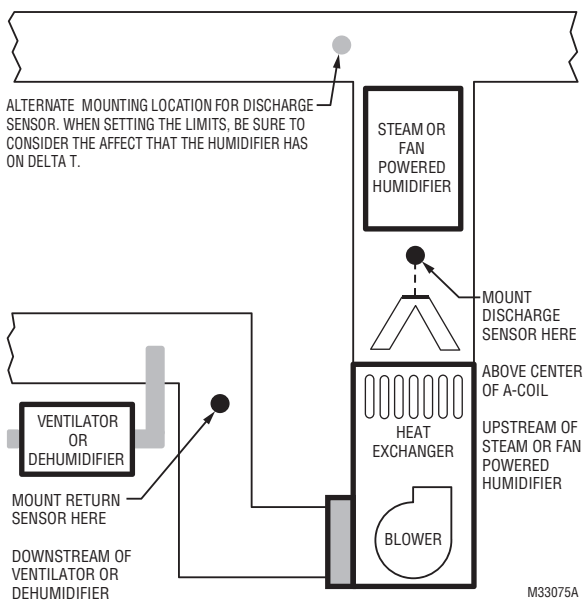 ALTERNATE MOUNTING LOCATION FOR DISCHARGE
SENSOR. WHEN SETTING THE LIMITS, BE SURE TO
CONSIDER THE AFFECT THAT THE HUMIDIFIER HAS
ON DELTA T.
STEAM OR
FAN
POWERED
HUMIDIFIER
MOUNT
DISCHARGE
SENSOR HERE
ABOVE CENTER
OF A-COIL
UPSTREAM OF
STEAM OR FAN
POWERED
HUMIDIFIER
HEAT
EXCHANGER
BLOWER
VENTILATOR
OR
DEHUMIDIFIER
MOUNT RETURN
SENSOR HERE
DOWNSTREAM OF
VENTILATOR OR
DEHUMIDIFIER
M33075A